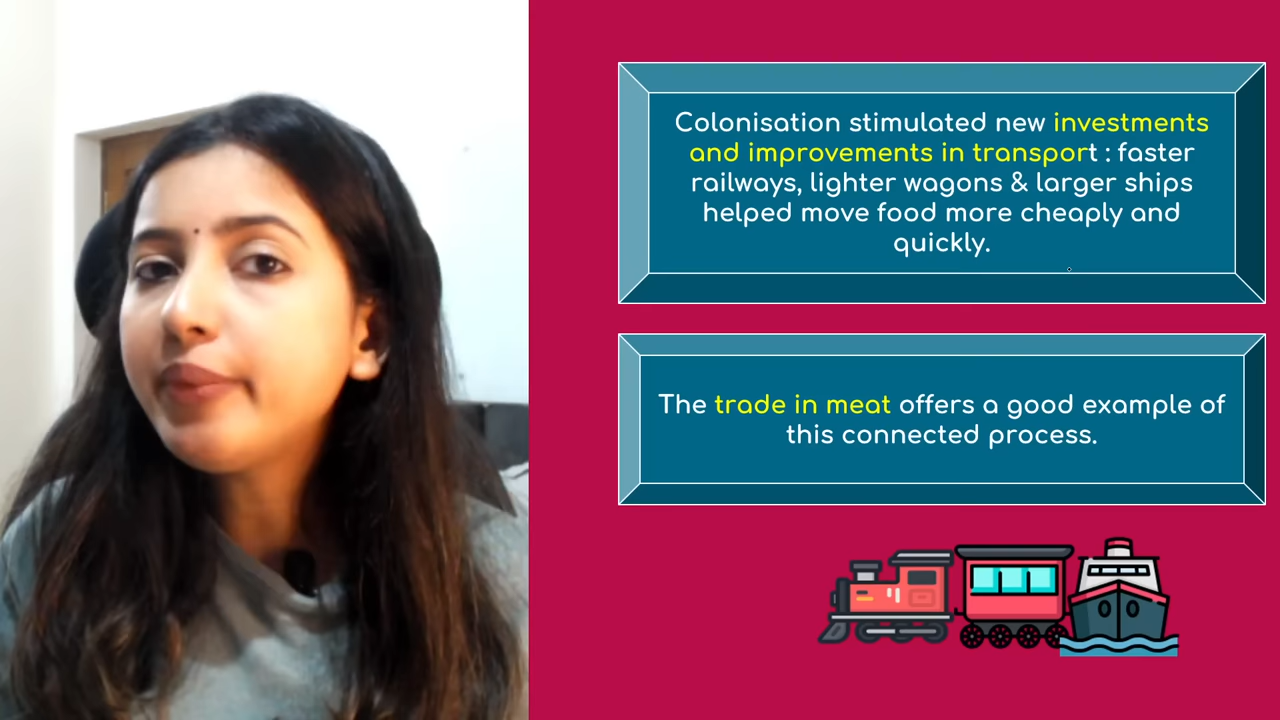 Colonisation stimulated new investments
and improvements in transport : faster
railways, lighter wagons & larger ships
helped move food more cheaply and
quickly.
The trade in meat offers a good example of
this connected process.